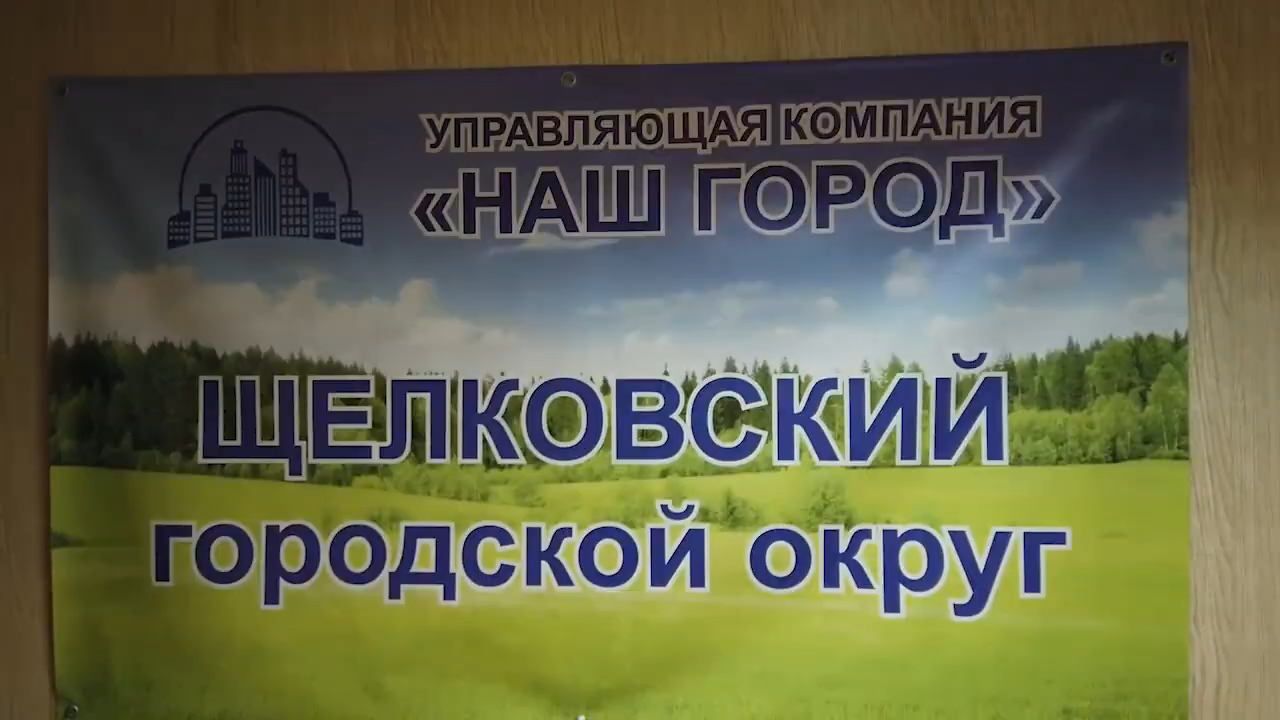 УПРАВЛЯЮЩАЯ КОМПАНИЯ
«НАШ ГОРОД»
ЩЕЛКОВСКИЙ
городской округ